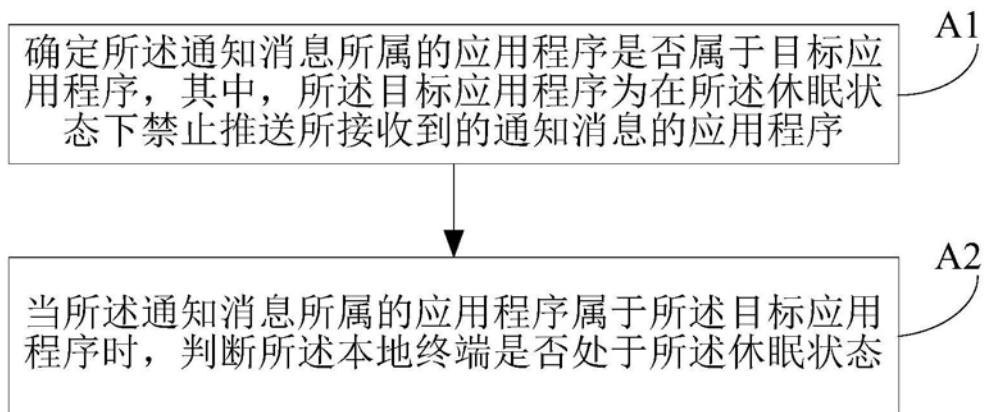 确定所述通知消息所属的应用程序是否属于目标应
用程序，其中，所述目标应用程序为在所述休眠状
态下禁止推送所接收到的通知消息的应用程序
A1
当所述通知消息所属的应用程序属于所述目标应用
程序时，判断所述本地终端是否处于所述休眠状态
A2